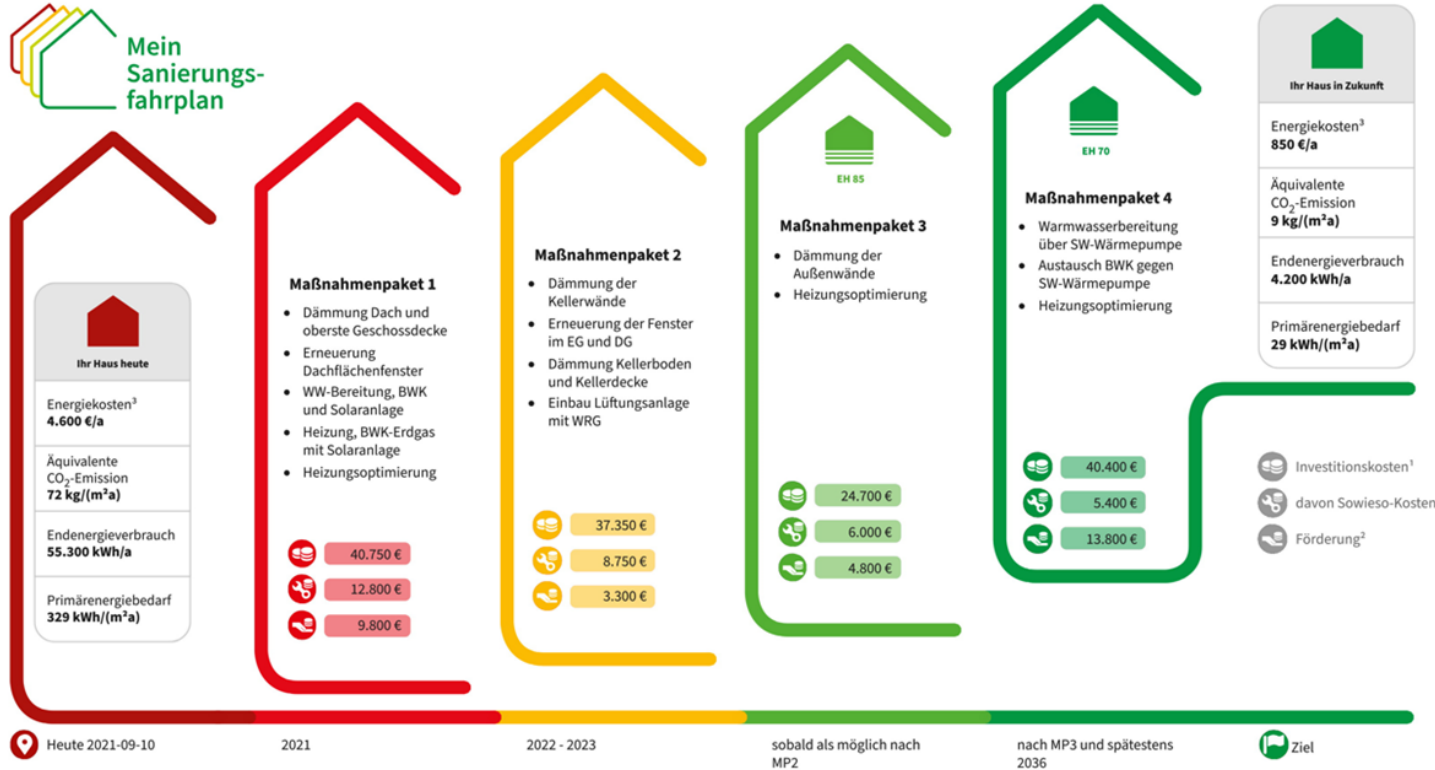 Mein
Sanierungs-
fahrplan
Ihr Haus heute
Energiekosten³
4.600 €/a
Äquivalente
CO₂-Emission
72 kg/(m²a)
Endenergieverbrauch
55.300 kWh/a
Primärenergiebedarf
329 kWh/(m²a)
Maßnahmenpaket 1
• Dämmung Dach und
oberste Geschossdecke
• Erneuerung
Dachflächenfenster
• WW-Bereitung, BWK
und Solaranlage
• Heizung, BWK-Erdgas
mit Solaranlage
• Heizungsoptimierung
40.750 €
12.800 €
9.800 €
Maßnahmenpaket 2
• Dämmung der
Kellerwände
• Erneuerung der Fenster
im EG und DG
• Dämmung Kellerboden
und Kellerdecke
• Einbau Lüftungsanlage
mit WRG
37.350 €
8.750 €
3.300 €
EH 85
Maßnahmenpaket 3
• Dämmung der
Außenwände
• Heizungsoptimierung
24.700 €
6.000 €
4.800 €
EH 70
Maßnahmenpaket 4
• Warmwasserbereitung
über SW-Wärmepumpe
• Austausch BWK gegen
SW-Wärmepumpe
• Heizungsoptimierung
40.400 €
5.400 €
13.800 €
Ihr Haus in Zukunft
Energiekosten³
850 €/a
Äquivalente
CO₂-Emission
9 kg/(m²a)
Endenergieverbrauch
4.200 kWh/a
Primärenergiebedarf
29 kWh/(m²a)
Investitionskosten¹
davon Sowieso-Kosten
Förderung²
Heute 2021-09-10
2021
2022 - 2023
sobald als möglich nach
MP2
nach MP3 und spätestens
2036
Ziel